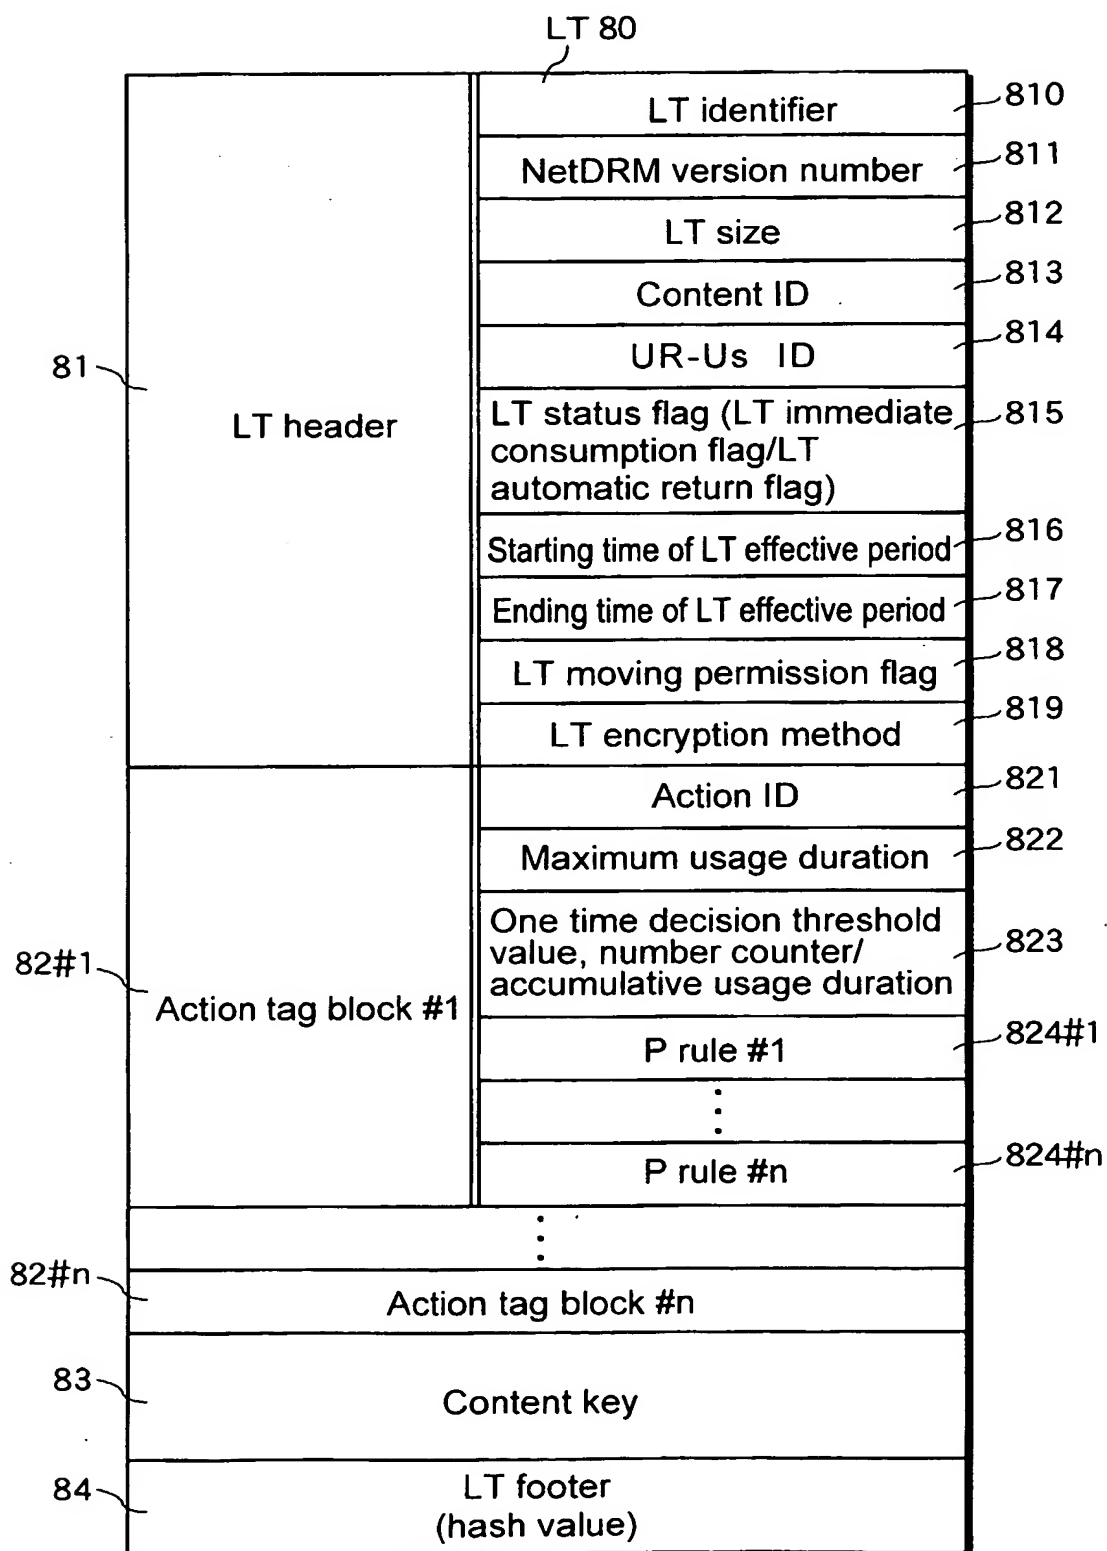 LT 80
LT identifier
810
NetDRM version number
811
LT size
812
Content ID
813
UR-Us ID
814
81
LT header
LT status flag (LT immediate
consumption flag/LT
automatic return flag)
815
Starting time of LT effective period
816
Ending time of LT effective period
817
LT moving permission flag
818
LT encryption method
819
Action ID
821
Maximum usage duration
822
82#1
Action tag block #1
One time decision threshold
value, number counter/
accumulative usage duration
823
P rule #1
824#1
P rule #n
824#n
82#n
Action tag block #n
83
Content key
84
LT footer
(hash value)